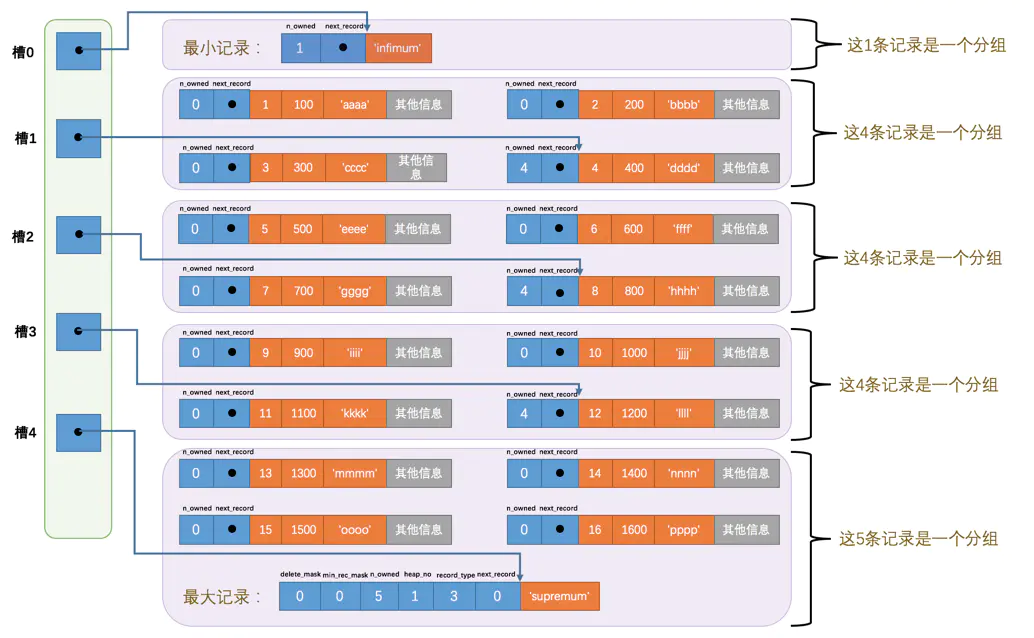 n_owned next_record
槽0
最小记录：
1 'infimum'
这1条记录是一个分组
n_owned next_record n_owned next_record
0 1 100 'aaaa' 其他信息 0 2 200 'bbbb' 其他信息
槽1
这4条记录是一个分组
n_owned next_record n_owned next_record
0 3 300 'cccc' 其他信
息
4 4 400 'dddd' 其他信息
n_owned next_record n_owned next_record
0 5 500 'eeee' 其他信息 0 6 600 'ffff' 其他信息
槽2
这4条记录是一个分组
n_owned next_record n_owned next_record
0 7 700 'gggg' 其他信息 4 8 800 'hhhh' 其他信息
槽3
n_owned next_record n_owned next_record
0 9 900 'iiii' 其他信息 0 10 1000 'jjjj' 其他信息
这4条记录是一个分组
n_owned next_record n_owned next_record
0 11 1100 'kkkk' 其他信息 4 12 1200 'llll' 其他信息
槽4
n_owned next_record n_owned next_record
0 13 1300 'mmmm' 其他信息 0 14 1400 'nnnn' 其他信息
n_owned next_record n_owned next_record
0 15 1500 'oooo' 其他信息 0 16 1600 'pppp' 其他信息
这5条记录是一个分组
delete_mask min_rec_mask n_owned heap_no record_type next_record
最大记录：
0 0 5 1 3 0 'supremum'